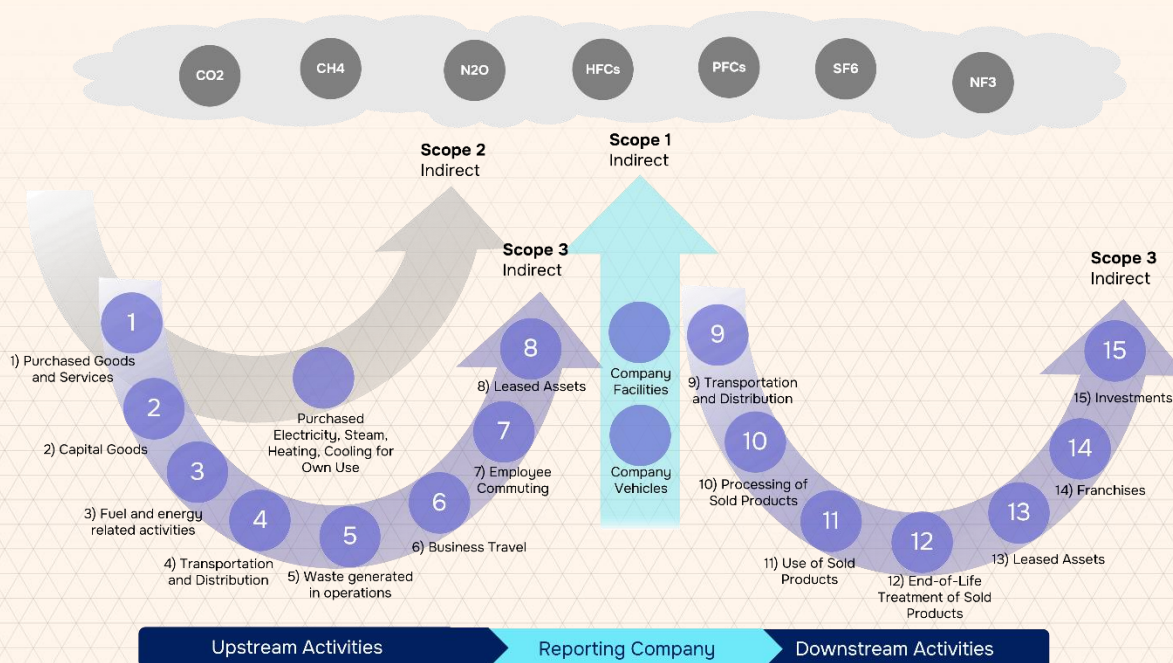 CO2
CH4
N2O
HFCs
PFCs
SF6
NF3
Scope 2
Indirect
Scope 1
Indirect
Scope 3
Indirect
Scope 3
Indirect
1
1) Purchased Goods
and Services
2
2) Capital Goods
3
3) Fuel and energy
related activities
4
4) Transportation
and Distribution
5
5) Waste generated
in operations
6
6) Business Travel
7
7) Employee
Commuting
8
8) Leased Assets
Purchased
Electricity, Steam,
Heating, Cooling for
Own Use
Company
Facilities
Company
Vehicles
9
9) Transportation
and Distribution
10
10) Processing of
Sold Products
11
11) Use of Sold
Products
12
12) End-of-Life
Treatment of Sold
Products
13
13) Leased Assets
14
14) Franchises
15
15) Investments
Upstream Activities
Reporting Company
Downstream Activities